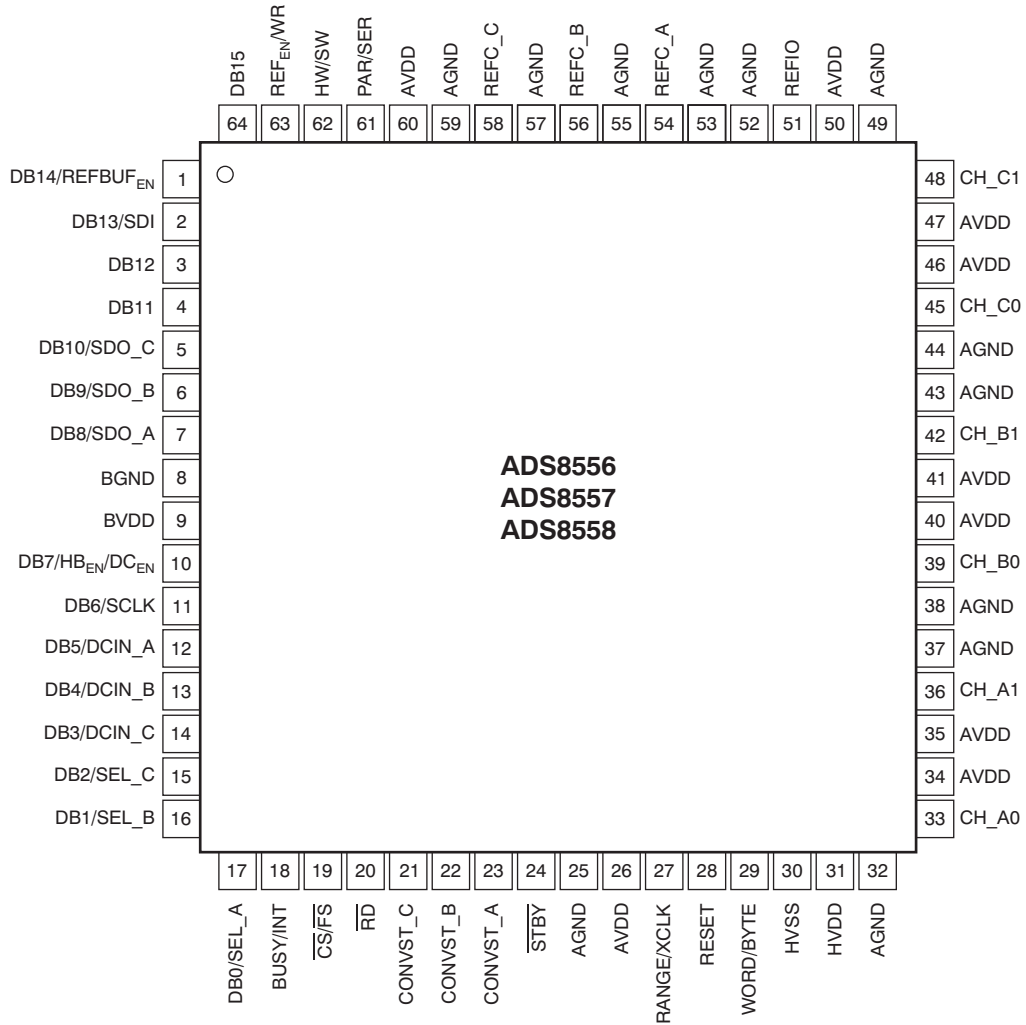 DB15
REFEN/WR
HW/SW
PAR/SER
AVDD
AGND
REFC_C
AGND
REFC_B
AGND
REFC_A
AGND
AGND
REFIO
AVDD
AGND
64 63 62 61 60 59 58 57 56 55 54 53 52 51 50 49
DB14/REFBUFEN 1
DB13/SDI 2
DB12 3
DB11 4
DB10/SDO_C 5
DB9/SDO_B 6
DB8/SDO_A 7
BGND 8
BVDD 9
DB7/HBEN/DCEN 10
DB6/SCLK 11
DB5/DCIN_A 12
DB4/DCIN_B 13
DB3/DCIN_C 14
DB2/SEL_C 15
DB1/SEL_B 16
ADS8556
ADS8557
ADS8558
48 CH_C1
47 AVDD
46 AVDD
45 CH_C0
44 AGND
43 AGND
42 CH_B1
41 AVDD
40 AVDD
39 CH_B0
38 AGND
37 AGND
36 CH_A1
35 AVDD
34 AVDD
33 CH_A0
17 18 19 20 21 22 23 24 25 26 27 28 29 30 31 32
DB0/SEL_A
BUSY/INT
CS/FS
RD
CONVST_C
CONVST_B
CONVST_A
STBY
AGND
AVDD
RANGE/XCLK
RESET
WORD/BYTE
HVSS
HVDD
AGND